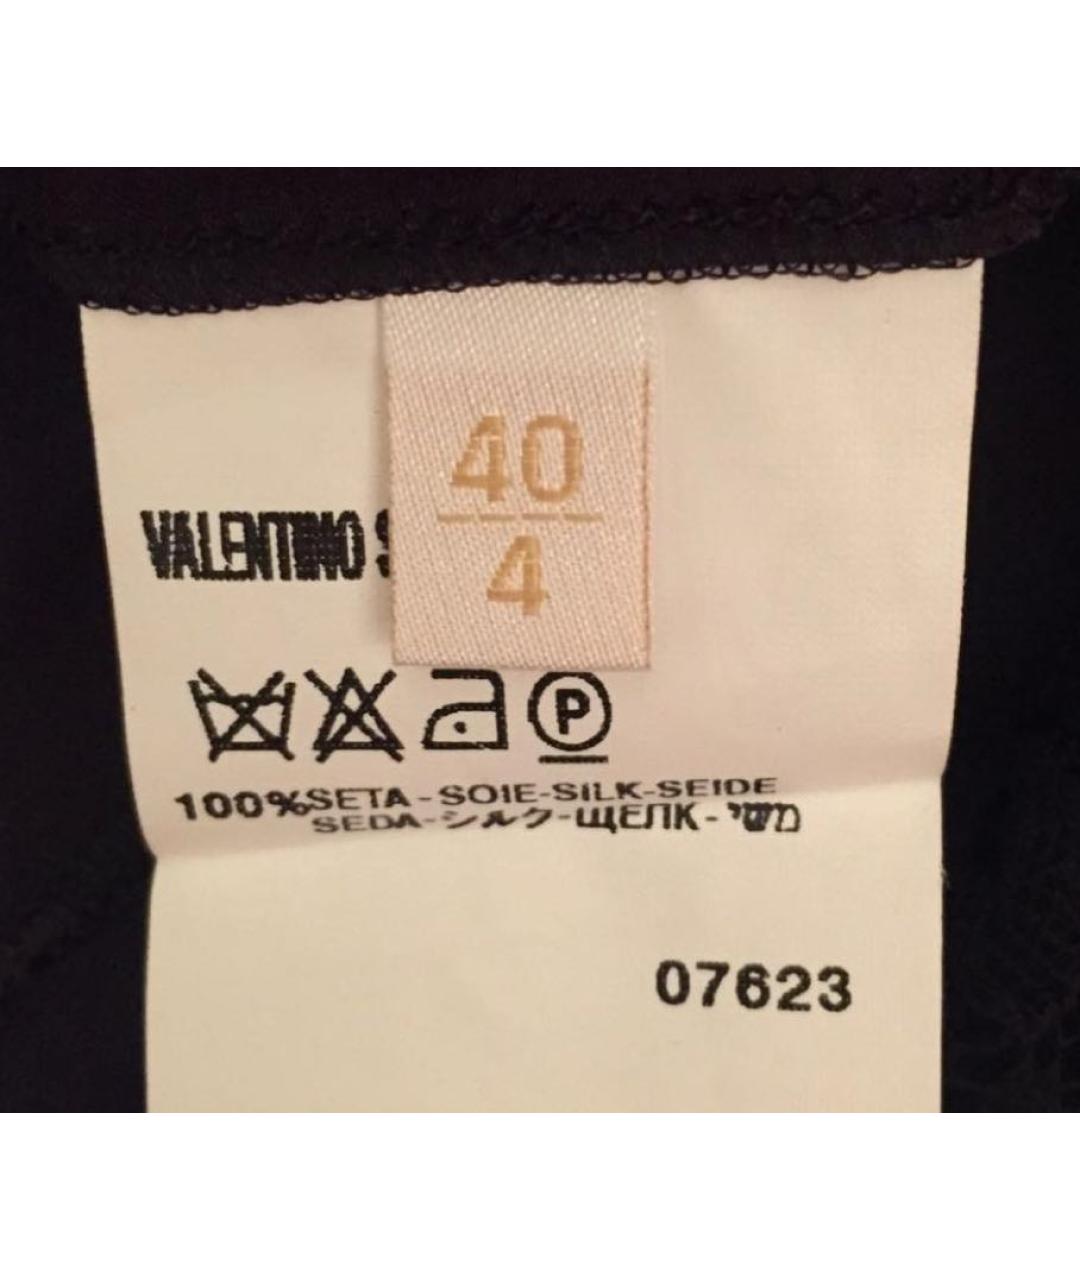 40
4
VALENTINO S
P
100%SETA-SOIE-SILK-SEIDE
SEDA-シルク-ЩЕЛК-משי
07623